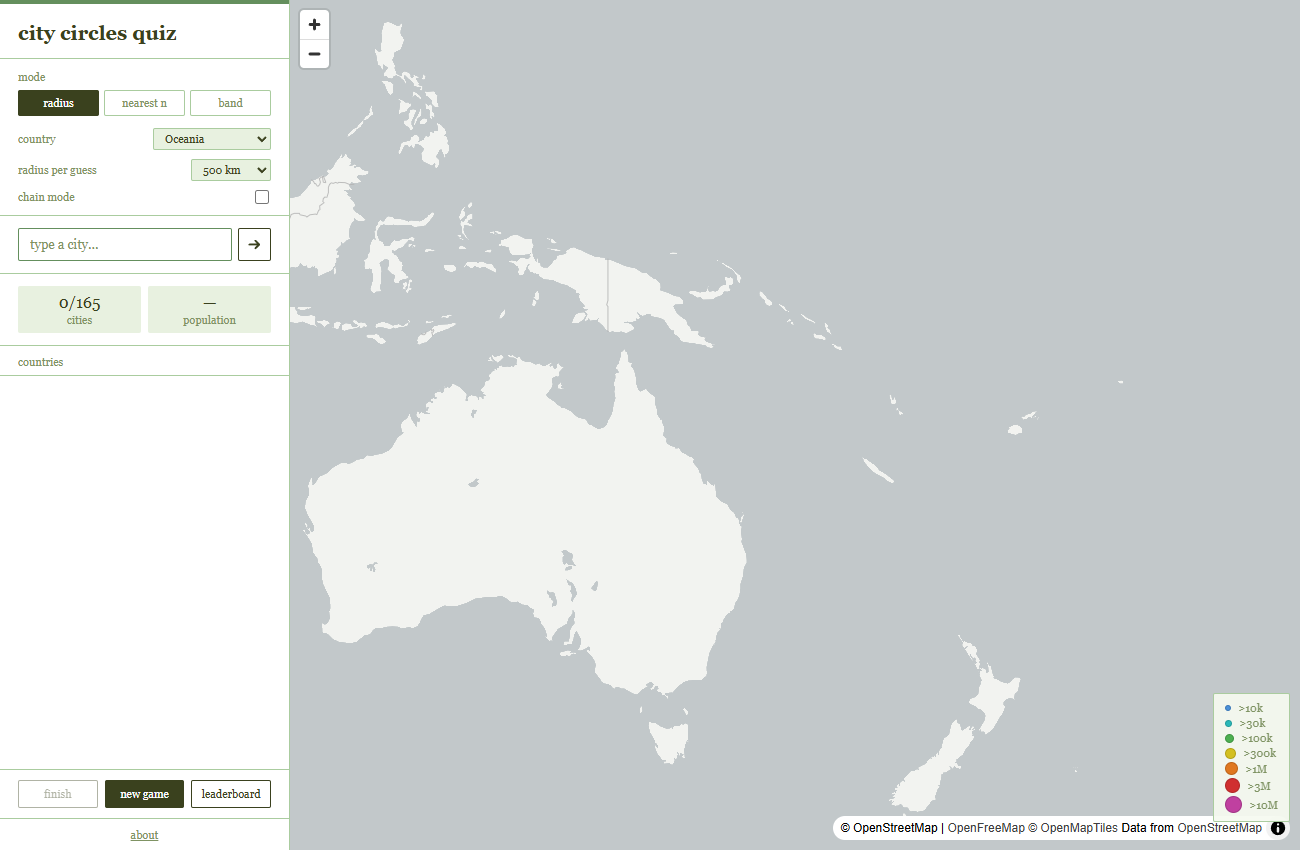 city circles quiz
mode
radius
nearest n
band
country
Oceania
radius per guess
500 km
chain mode
type a city...
0/165
cities
—
population
countries
finish
new game
leaderboard
about
+
−
>10k
>30k
>100k
>300k
>1M
>3M
>10M
© OpenStreetMap | OpenFreeMap © OpenMapTiles Data from OpenStreetMap